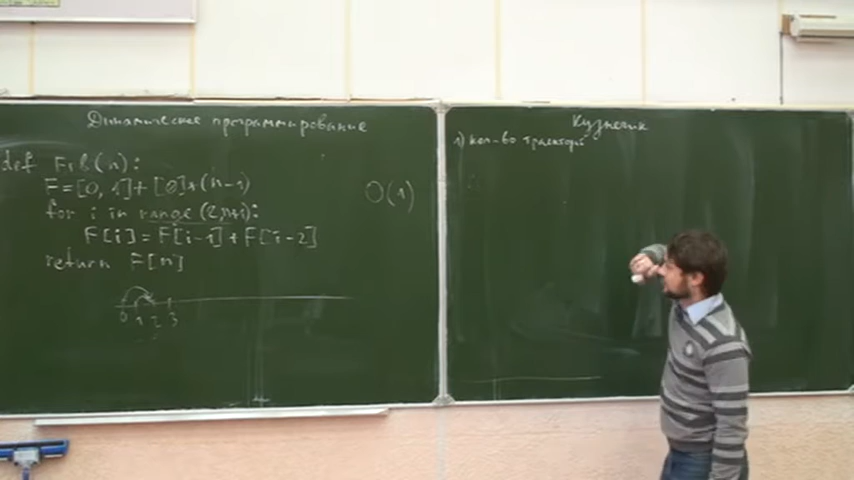 Динамическое программирование
def Fib(n):
F=[0, 1]+[0]*(n-1)
for i in range(2,n+1):
F[i]=F[i-1]+F[i-2]
return F[n]
O(1)
0 1 2 3
Кузнечик
1) кол-во траекторий